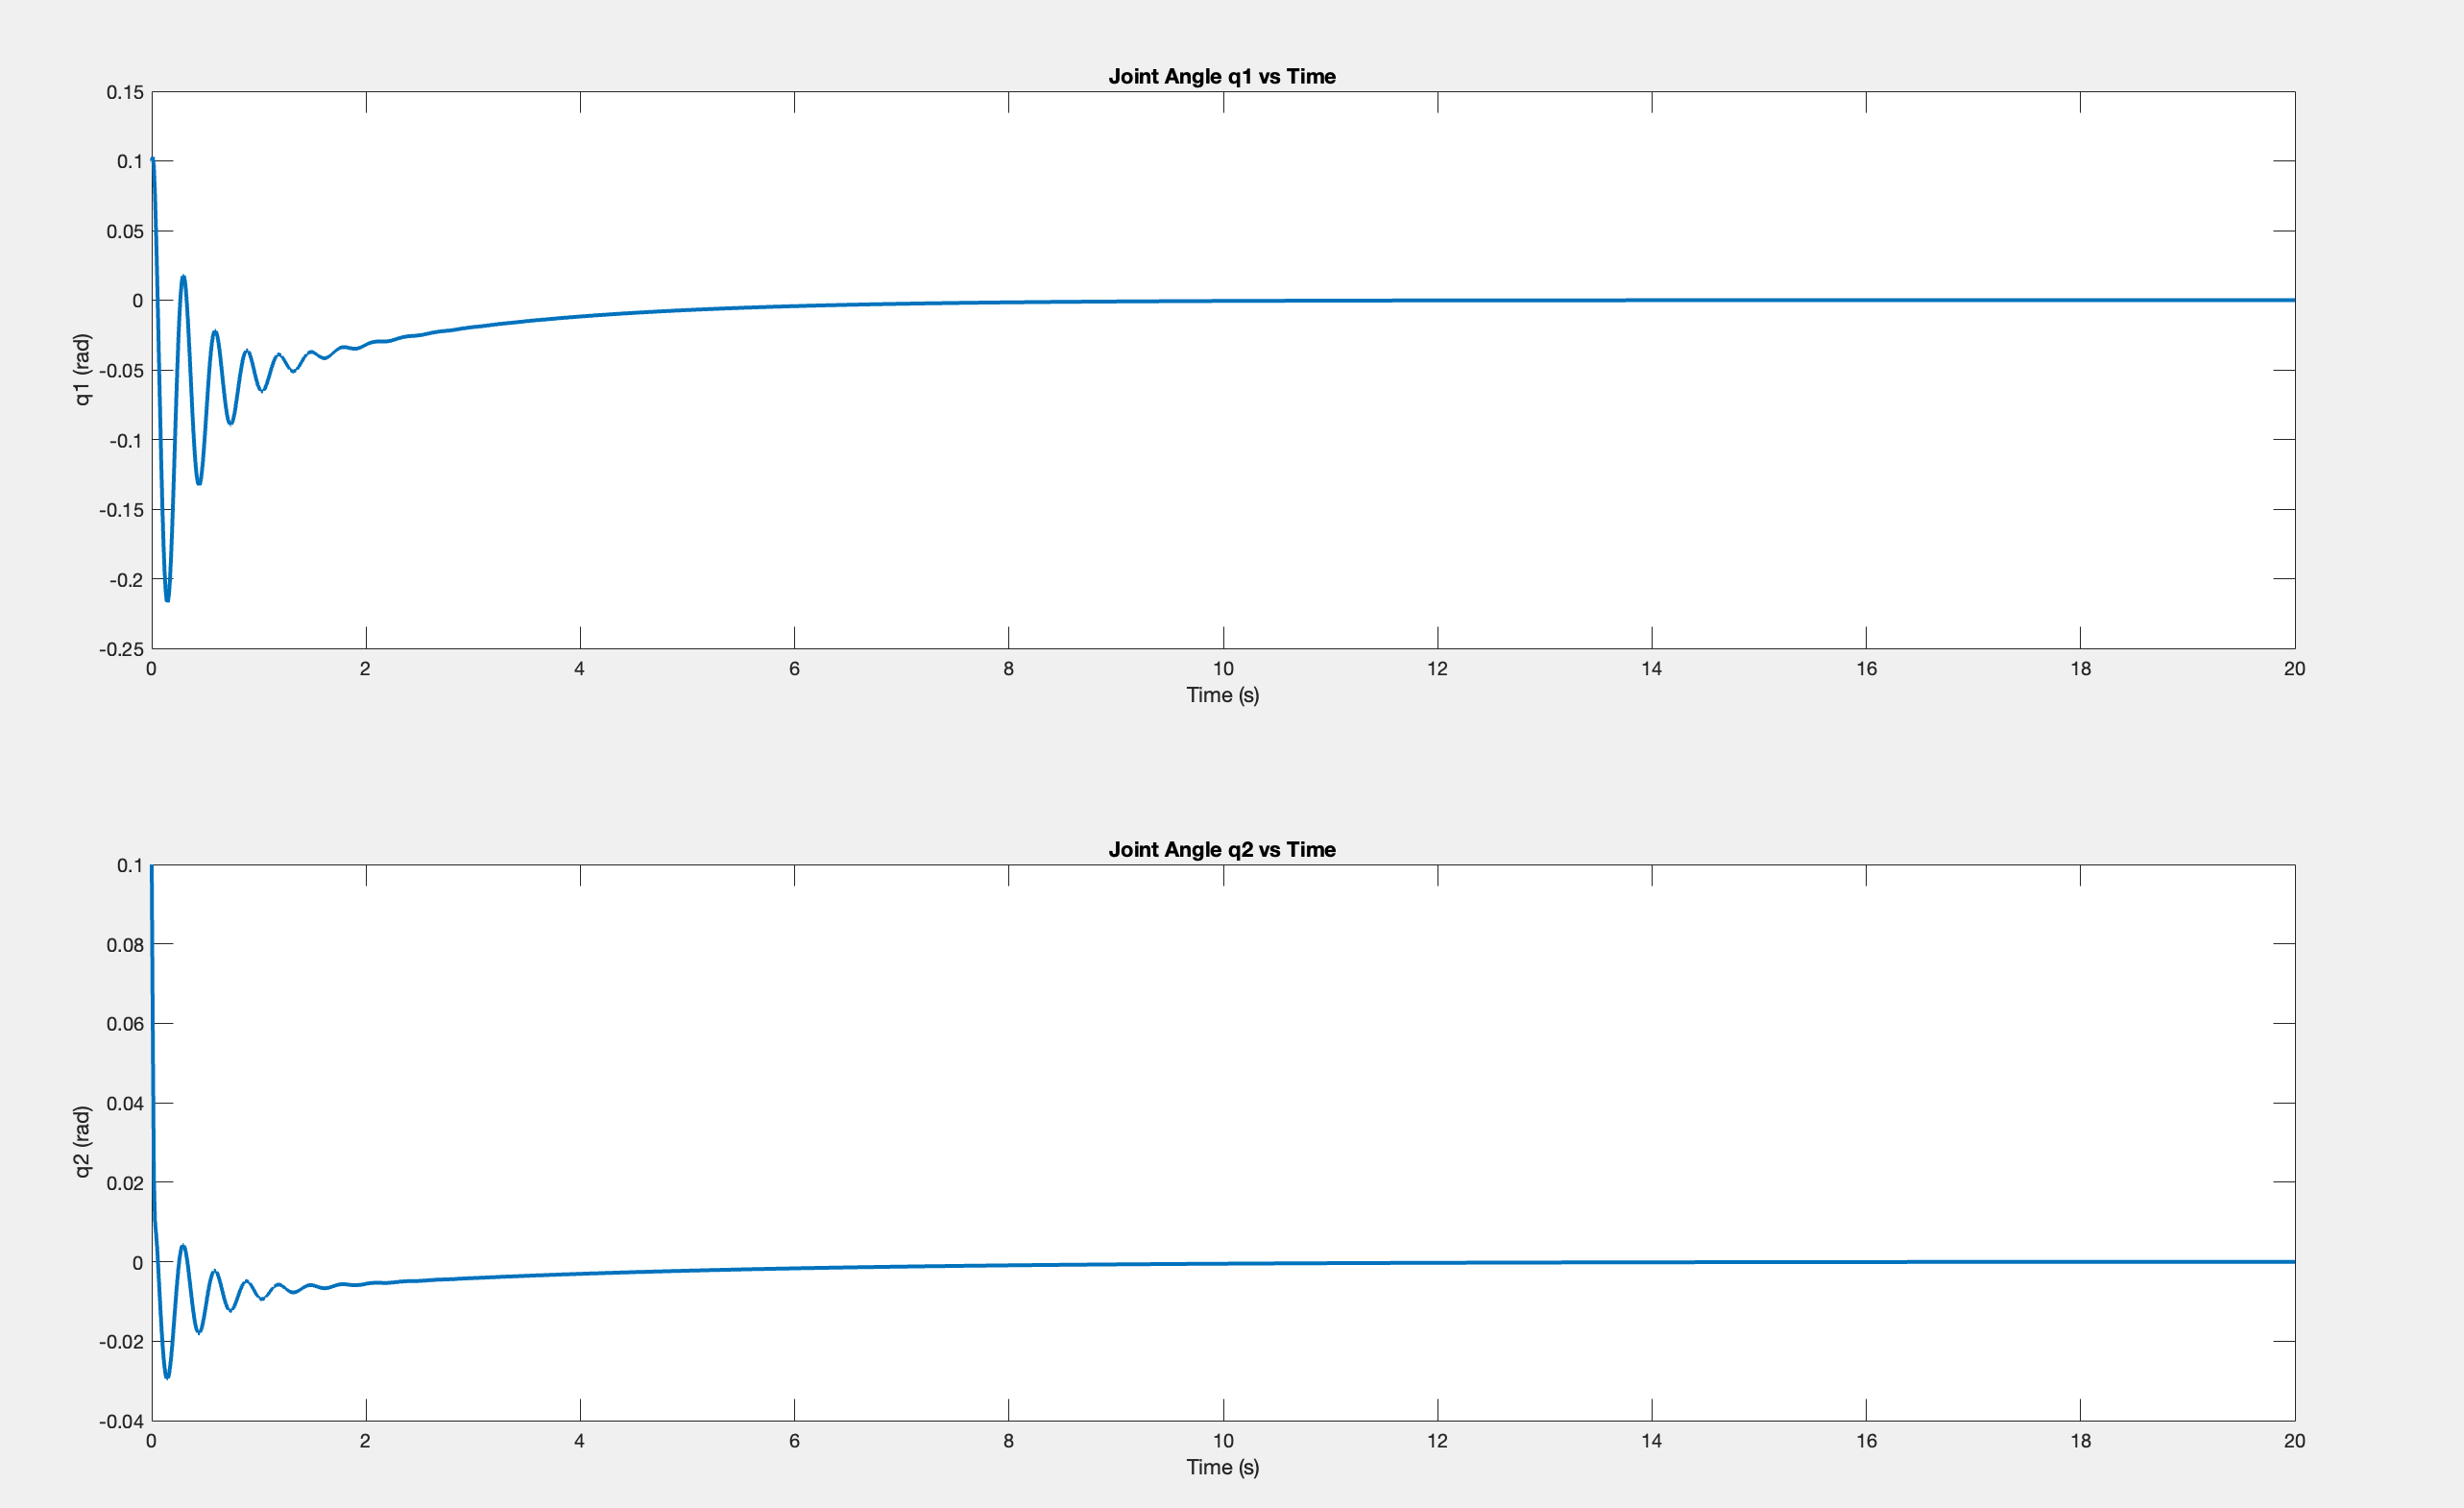 Joint Angle q1 vs Time
0.15
0.1
0.05
0
-0.05
-0.1
-0.15
-0.2
-0.25
q1 (rad)
0 2 4 6 8 10 12 14 16 18 20
Time (s)
Joint Angle q2 vs Time
0.1
0.08
0.06
0.04
0.02
0
-0.02
-0.04
q2 (rad)
0 2 4 6 8 10 12 14 16 18 20
Time (s)